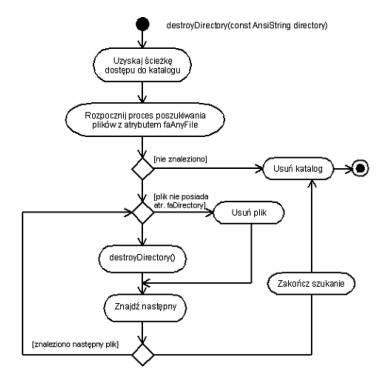 destroyDirectory(const AnsiString directory)
Uzyskaj ścieżkę
dostępu do katalogu
Rozpocznij proces poszukiwania
plików z atrybutem faAnyFile
[nie znaleziono]
Usuń katalog
[plik nie posiada
atr. faDirectory]
Usuń plik
destroyDirectory()
Zakończ szukanie
Znajdź następny
[znaleziono następny plik]